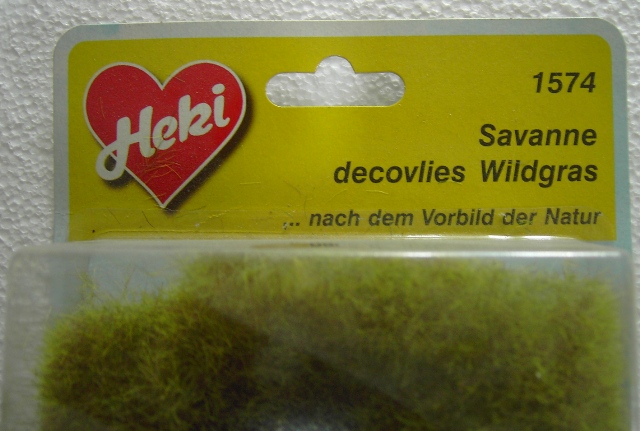 Heki
1574
Savanne
decovlies Wildgras
... nach dem Vorbild der Natur